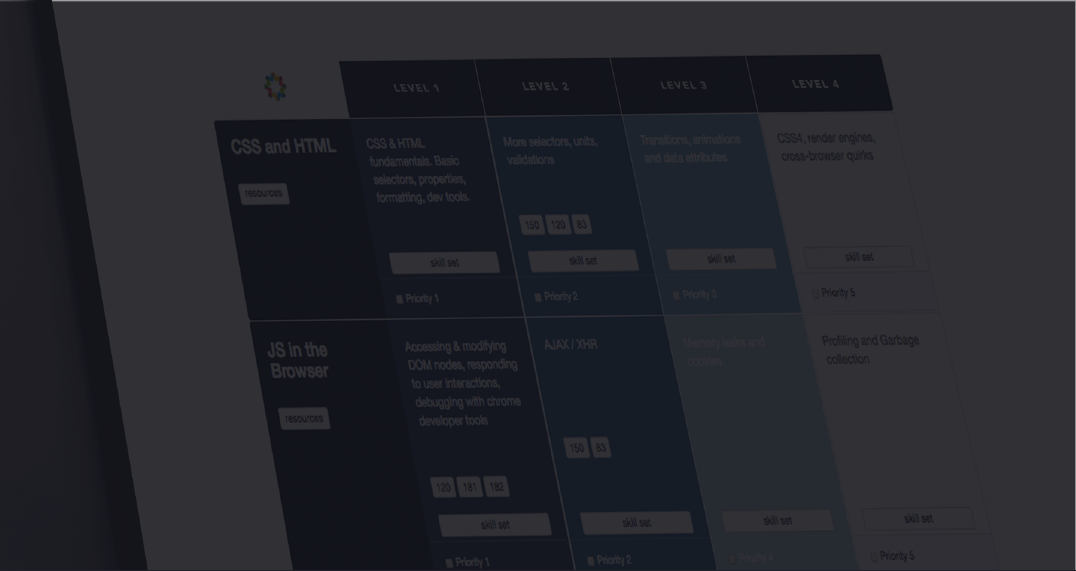 LEVEL 1
LEVEL 2
LEVEL 3
LEVEL 4
CSS and HTML
resources
CSS & HTML
fundamentals. Basic
selectors, properties,
formatting, dev tools.
skill set
Priority 1
More selectors, units,
validations
150 120 83
skill set
Priority 2
Transitions, animations
and data attributes
skill set
Priority 3
CSS4, render engines,
cross-browser quirks
skill set
Priority 5
JS in the
Browser
resources
Accessing & modifying
DOM nodes, responding
to user interactions,
debugging with chrome
developer tools
120 181 182
skill set
Priority 1
AJAX / XHR
150 83
skill set
Priority 2
Memory leaks and
cookies
skill set
Priority 4
Profiling and Garbage
collection
skill set
Priority 5